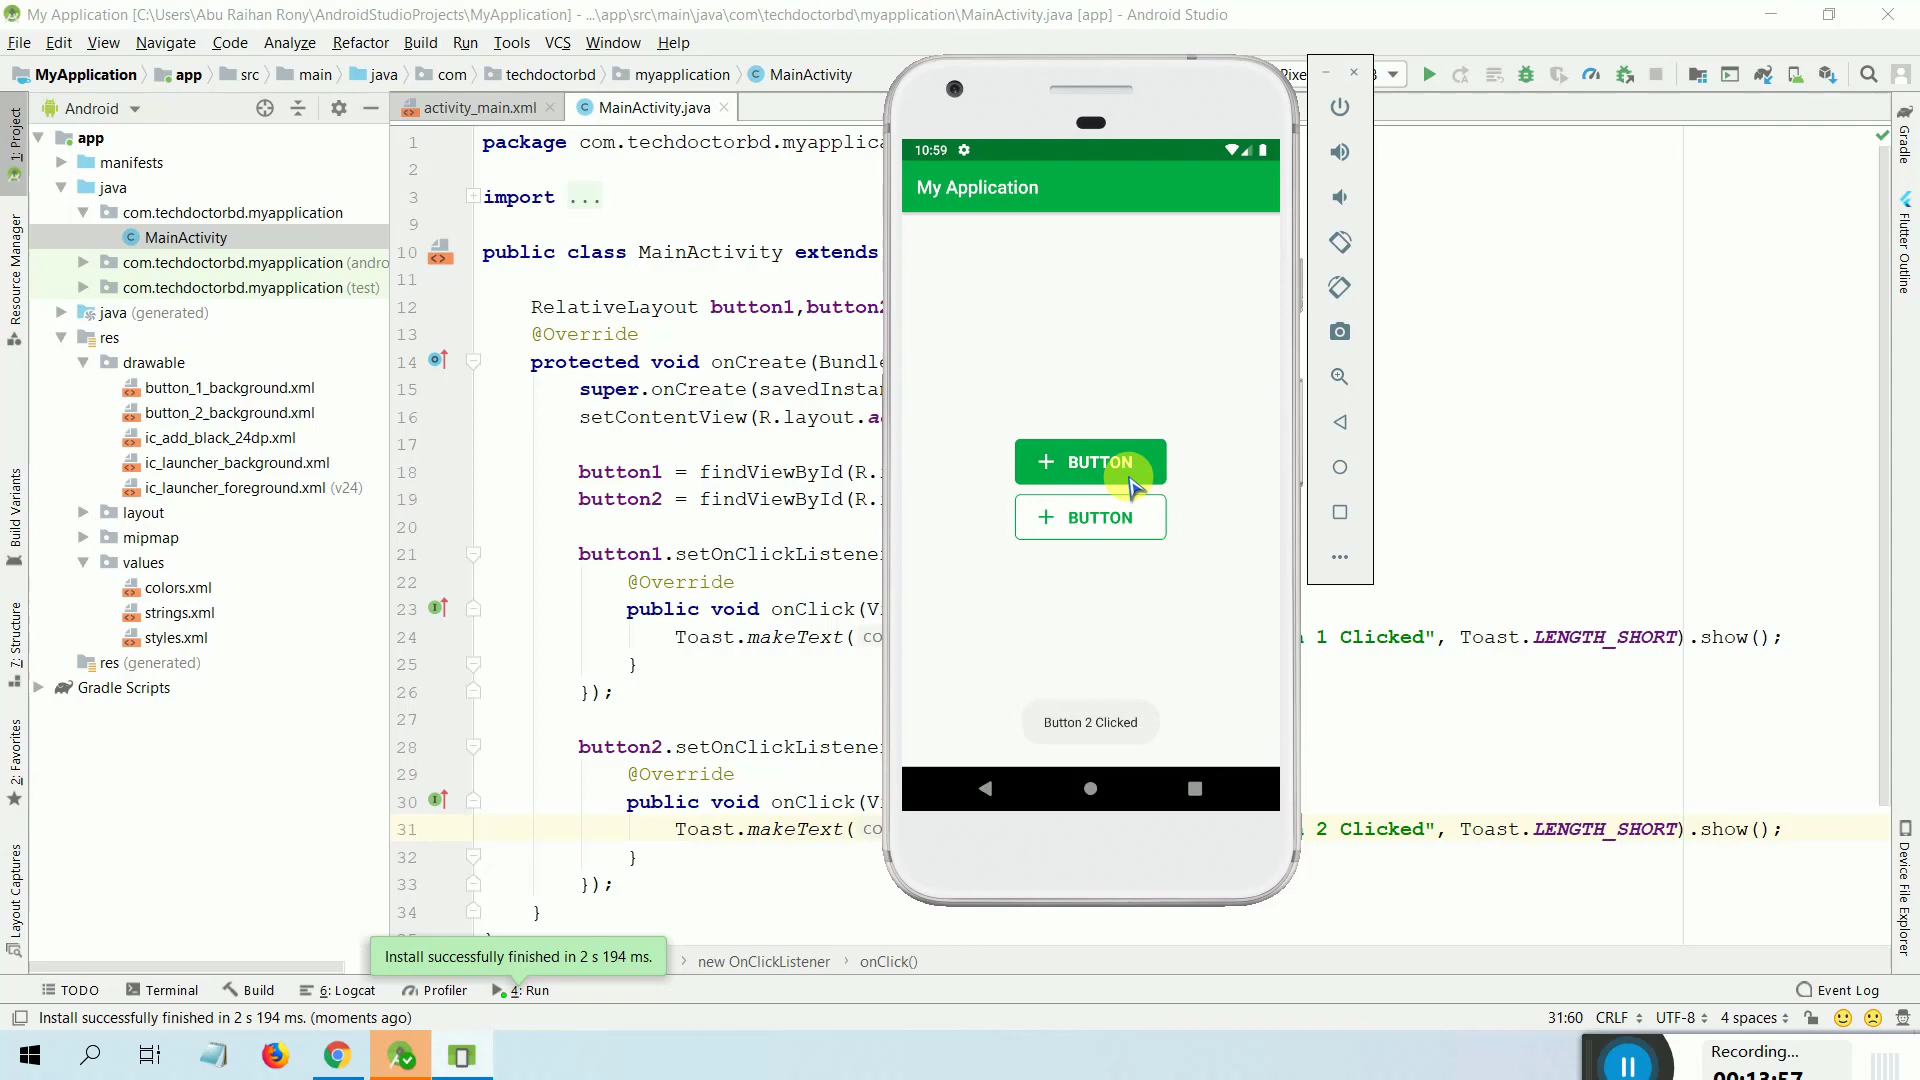 My Application [C:\Users\Abu Raihan Rony\AndroidStudioProjects\MyApplication] - ...\app\src\main\java\com\techdoctorbd\myapplication\MainActivity.java [app] - Android Studio
File Edit View Navigate Code Analyze Refactor Build Run Tools VCS Window Help
MyApplication app src main java com techdoctorbd myapplication MainActivity
Android
activity_main.xml MainActivity.java
app
manifests
java
com.techdoctorbd.myapplication
MainActivity
com.techdoctorbd.myapplication (andro
com.techdoctorbd.myapplication (test)
java (generated)
res
drawable
button_1_background.xml
button_2_background.xml
ic_add_black_24dp.xml
ic_launcher_background.xml
ic_launcher_foreground.xml (v24)
layout
mipmap
values
colors.xml
strings.xml
styles.xml
res (generated)
Gradle Scripts
1: Project
Resource Manager
Build Variants
7: Structure
2: Favorites
Layout Captures
1 package com.techdoctorbd.myapplica
2
3 import ...
9
10 public class MainActivity extends
11
12 RelativeLayout button1,button2
13 @Override
14 protected void onCreate(Bundle
15 super.onCreate(savedInstan
16 setContentView(R.layout.a
17
18 button1 = findViewById(R.
19 button2 = findViewById(R.
20
21 button1.setOnClickListener
22 @Override
23 public void onClick(Vi
24 Toast.makeText( co 1 Clicked", Toast.LENGTH_SHORT).show();
25 }
26 });
27
28 button2.setOnClickListener
29 @Override
30 public void onClick(Vi
31 Toast.makeText( co 2 Clicked", Toast.LENGTH_SHORT).show();
32 }
33 });
34 }
10:59
My Application
BUTTON
BUTTON
Button 2 Clicked
Gradle
Flutter Outline
Device File Explorer
Install successfully finished in 2 s 194 ms.
new OnClickListener › onClick()
TODO Terminal Build 6: Logcat Profiler 4: Run Event Log
Install successfully finished in 2 s 194 ms. (moments ago) 31:60 CRLF UTF-8 4 spaces
Recording...
00:13:57